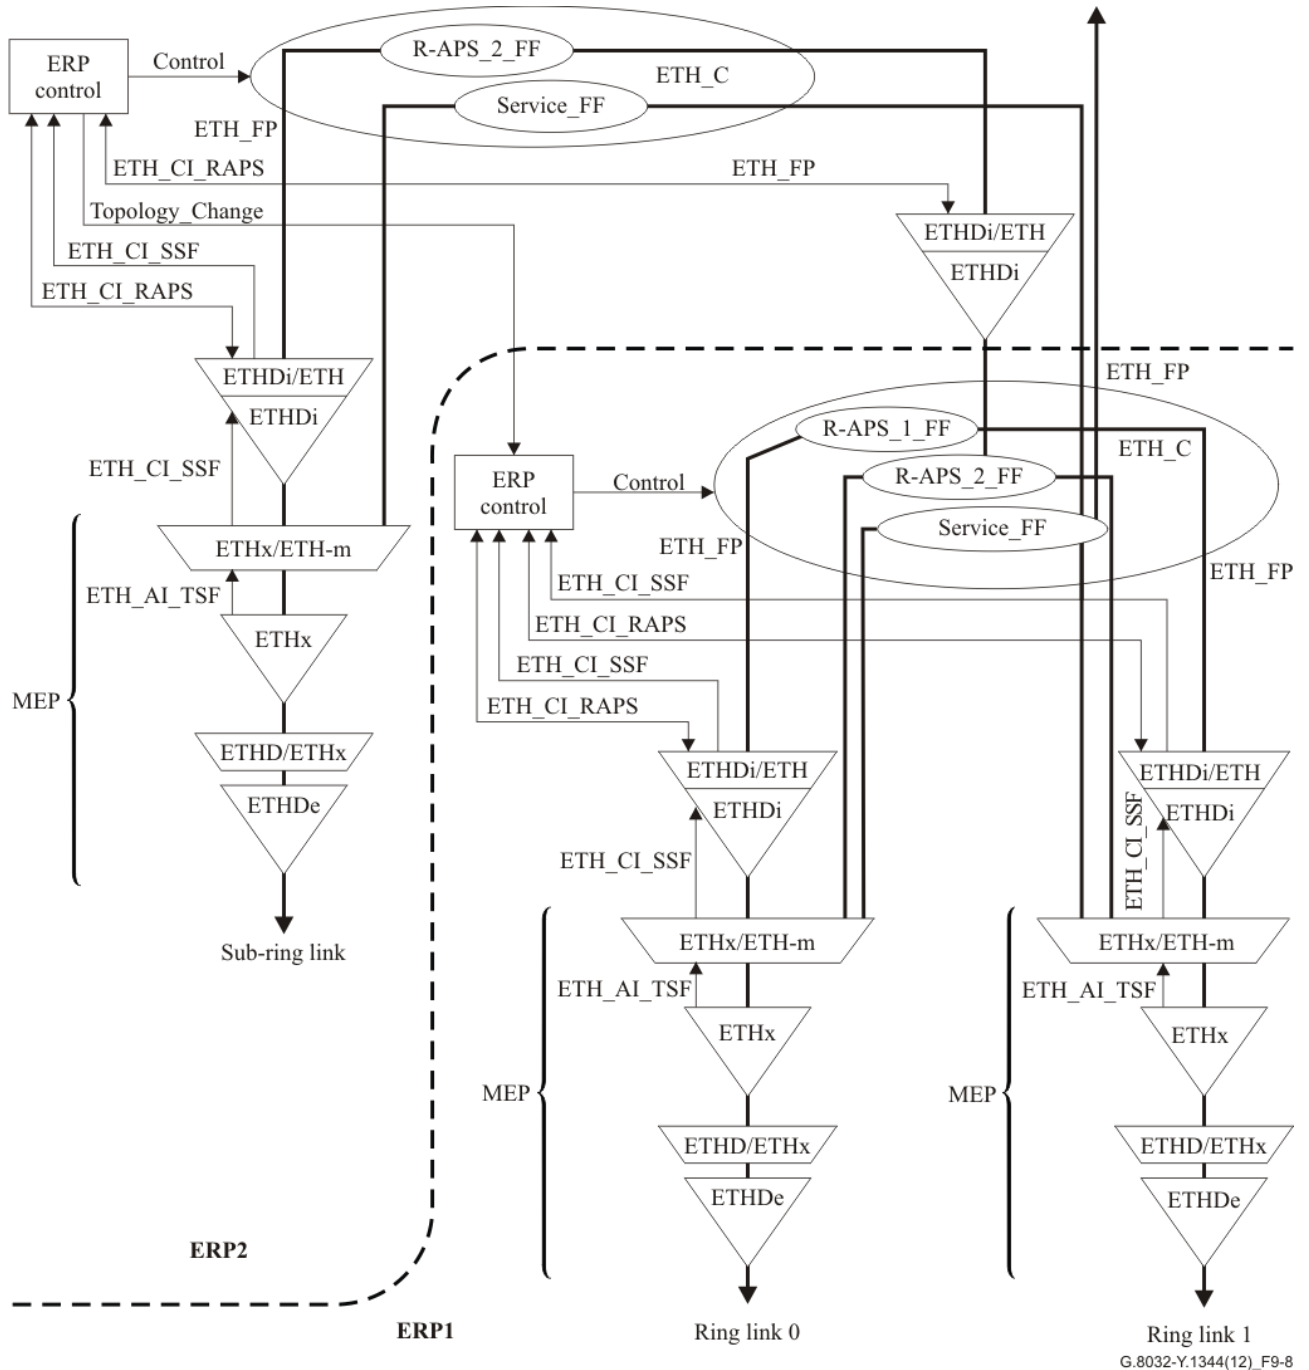 R-APS_2_FF
ERP
control
Control
ETH_C
Service_FF
ETH_FP
ETH_CI_RAPS
ETH_FP
Topology_Change
ETHDi/ETH
ETH_CI_SSF
ETHDi
ETH_CI_RAPS
ETHDi/ETH
ETH_FP
ETHDi
R-APS_1_FF
ETH_C
ETH_CI_SSF
ERP
control
Control
R-APS_2_FF
Service_FF
ETHx/ETH-m
ETH_FP
ETH_FP
ETH_CI_SSF
ETH_AI_TSF
ETHx
ETH_CI_RAPS
ETH_CI_SSF
MEP
ETH_CI_RAPS
ETHD/ETHx
ETHDi/ETH
ETHDi/ETH
ETHDe
ETHDi
ETHDi
ETH_CI_SSF
ETH_CI_SSF
Sub-ring link
ETHx/ETH-m
ETHx/ETH-m
ETH_AI_TSF
ETH_AI_TSF
ETHx
ETHx
MEP
MEP
ETHD/ETHx
ETHD/ETHx
ETHDe
ETHDe
ERP2
ERP1
Ring link 0
Ring link 1
G.8032-Y.1344(12)_F9-8